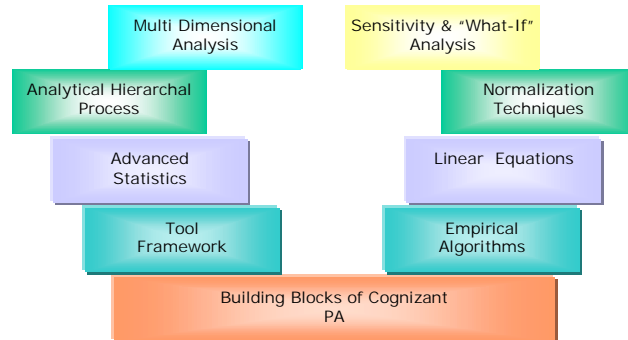 Multi Dimensional
Analysis
Sensitivity & "What-If"
Analysis
Analytical Hierarchal
Process
Normalization
Techniques
Advanced
Statistics
Linear Equations
Tool
Framework
Empirical
Algorithms
Building Blocks of Cognizant
PA